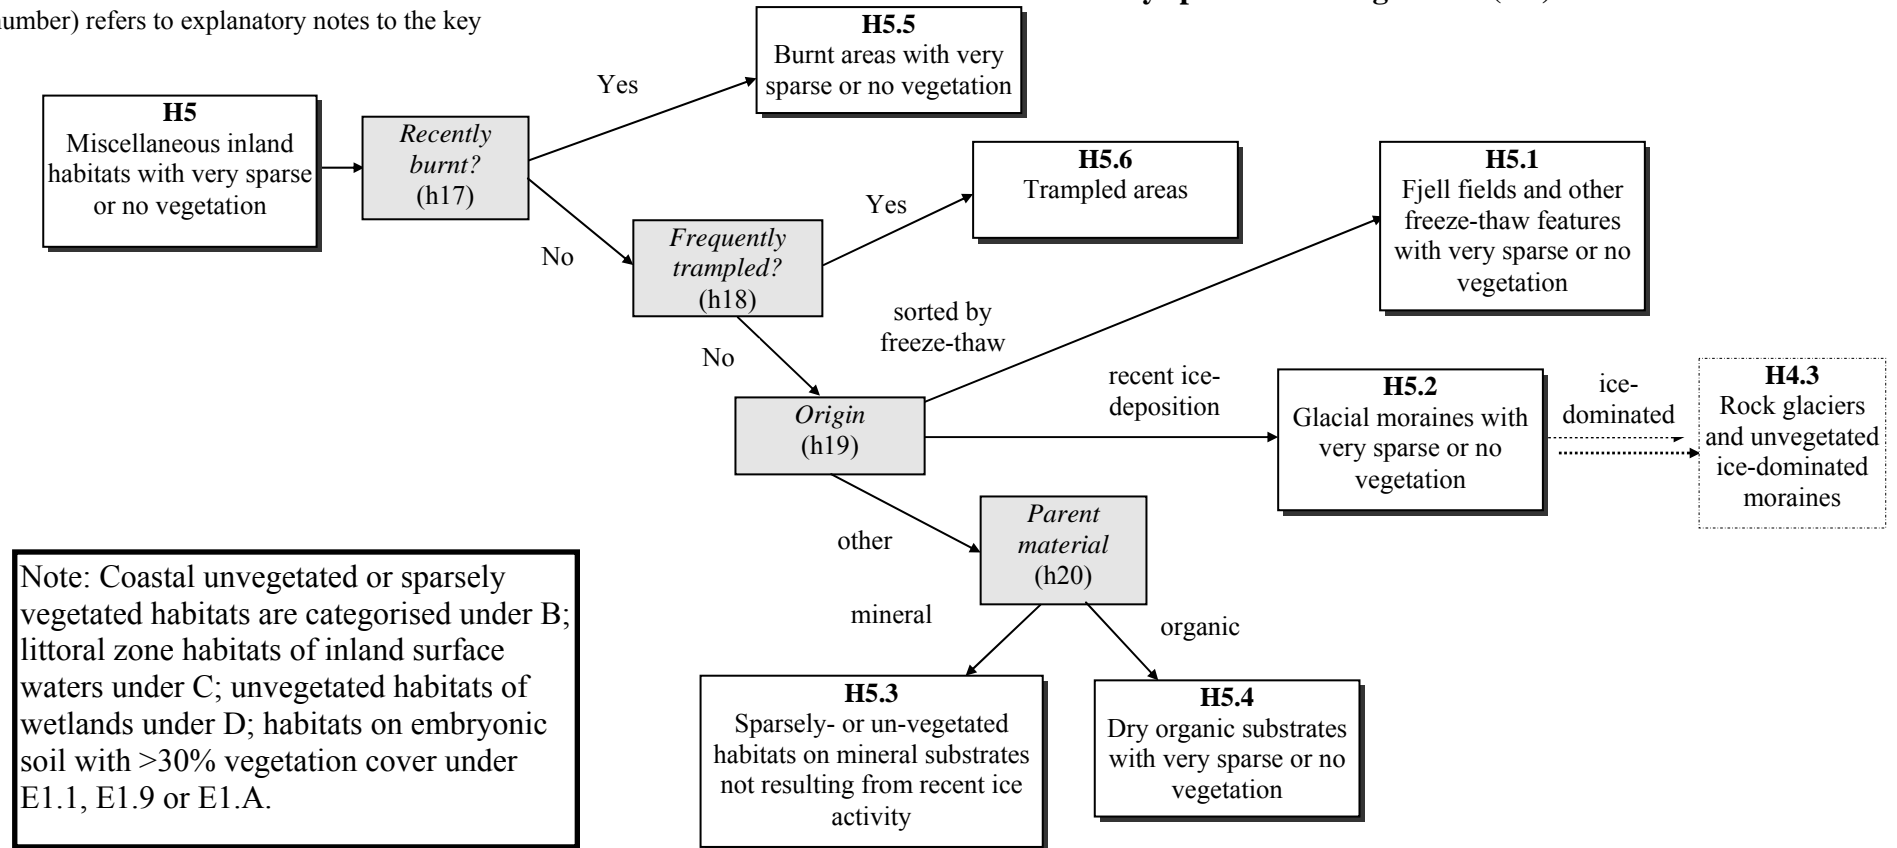 number) refers to explanatory notes to the key
H5
Miscellaneous inland
habitats with very sparse
or no vegetation
Recently
burnt?
(h17)
Yes
No
H5.5
Burnt areas with very
sparse or no vegetation
Frequently
trampled?
(h18)
Yes
No
H5.6
Trampled areas
Origin
(h19)
sorted by
freeze-thaw
H5.1
Fjell fields and other
freeze-thaw features
with very sparse or no
vegetation
recent ice-
deposition
H5.2
Glacial moraines with
very sparse or no
vegetation
ice-
dominated
H4.3
Rock glaciers
and unvegetated
ice-dominated
moraines
other
Parent
material
(h20)
mineral
organic
H5.3
Sparsely- or un-vegetated
habitats on mineral substrates
not resulting from recent ice
activity
H5.4
Dry organic substrates
with very sparse or no
vegetation
Note: Coastal unvegetated or sparsely
vegetated habitats are categorised under B;
littoral zone habitats of inland surface
waters under C; unvegetated habitats of
wetlands under D; habitats on embryonic
soil with >30% vegetation cover under
E1.1, E1.9 or E1.A.